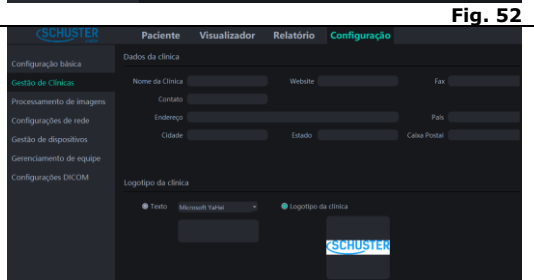 Fig. 52
SCHUSTER Paciente Visualizador Relatório Configuração
Configuração básica
Gestão de Clínicas
Processamento de imagens
Configurações de rede
Gestão de dispositivos
Gerenciamento de equipe
Configurações DICOM
Dados da clínica
Nome da Clínica Website Fax
Contato
Endereço País
Cidade Estado Caixa Postal
Logotipo da clínica
Texto Microsoft YaHei Logotipo da clínica
SCHUSTER